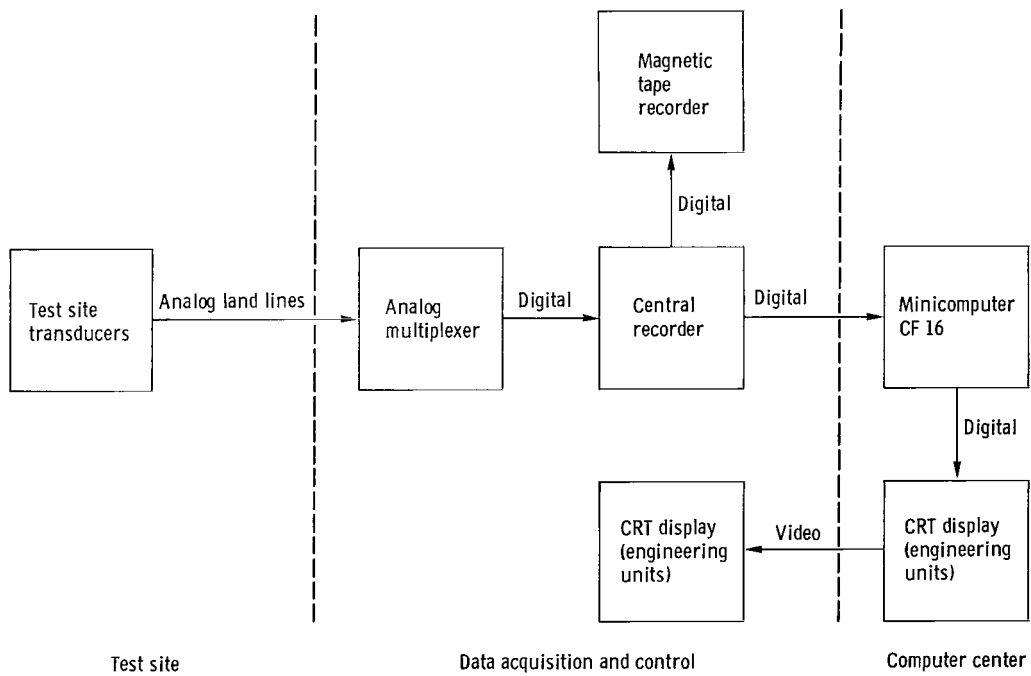 Magnetic
tape
recorder
Digital
Test site
transducers
Analog land lines
Analog
multiplexer
Digital
Central
recorder
Digital
Minicomputer
CF 16
Digital
CRT display
(engineering
units)
Video
CRT display
(engineering
units)
Test site
Data acquisition and control
Computer center